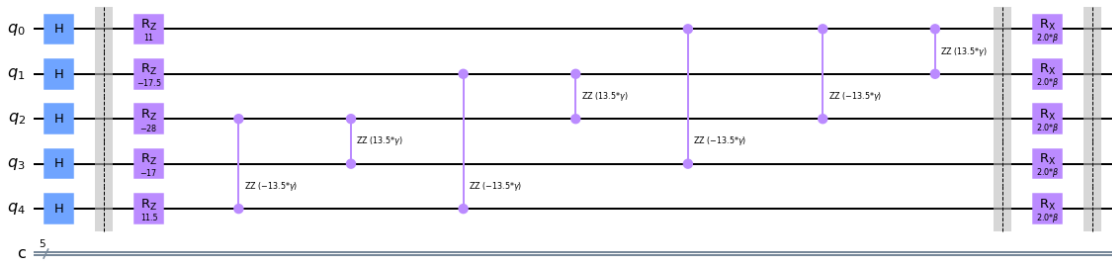 q0 H RZ 11 RX 2.0*β
ZZ (13.5*γ)
q1 H RZ −17.5 RX 2.0*β
ZZ (13.5*γ) ZZ (−13.5*γ)
q2 H RZ −28 RX 2.0*β
ZZ (13.5*γ) ZZ (−13.5*γ)
q3 H RZ −17 RX 2.0*β
ZZ (−13.5*γ) ZZ (−13.5*γ)
q4 H RZ 11.5 RX 2.0*β
5
c